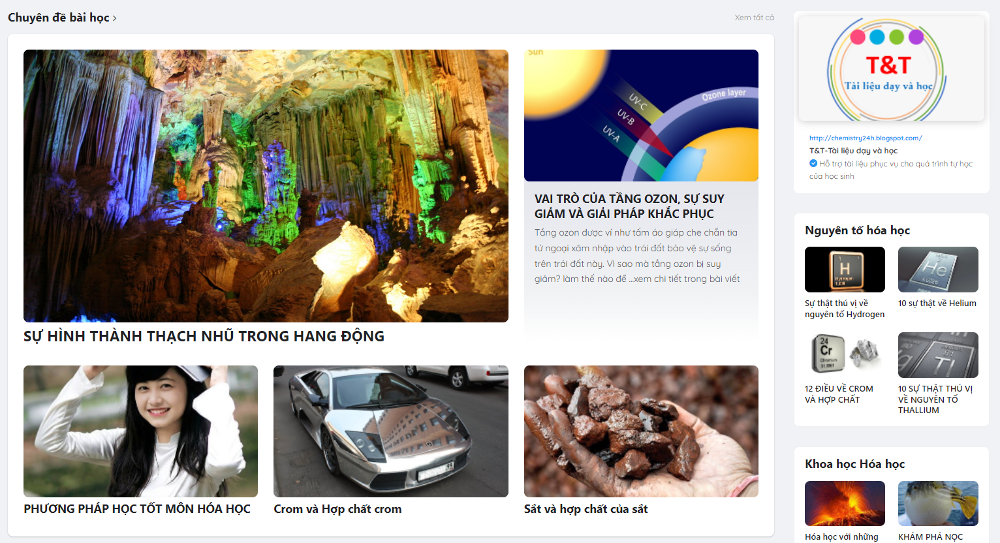 Chuyên đề bài học ›
Xem tất cả
Sun
UV-C
UV-B
UV-A
Ozone layer
SỰ HÌNH THÀNH THẠCH NHŨ TRONG HANG ĐỘNG
VAI TRÒ CỦA TẦNG OZON, SỰ SUY
GIẢM VÀ GIẢI PHÁP KHẮC PHỤC
Tầng ozon được ví như tấm áo giáp che chắn tia
tử ngoại xâm nhập vào trái đất bảo vệ sự sống
trên trái đất này. Vì sao mà tầng ozon bị suy
giảm? làm thế nào để ...xem chi tiết trong bài viết
PHƯƠNG PHÁP HỌC TỐT MÔN HÓA HỌC
Crom và Hợp chất crom
Sắt và hợp chất của sắt
T&T
Tài liệu dạy và học
http://chemistry24h.blogspot.com/
T&T-Tài liệu dạy và học
Hỗ trợ tài liệu phục vụ cho quá trình tự học
của học sinh
Nguyên tố hóa học
H
Hydrogen
He
Sự thật thú vị về
nguyên tố Hydrogen
10 sự thật về Helium
24
Cr
Chromium
81
Tl
12 ĐIỀU VỀ CROM
VÀ HỢP CHẤT
10 SỰ THẬT THÚ VỊ
VỀ NGUYÊN TỐ
THALLIUM
Khoa học Hóa học
Hóa học với những
KHÁM PHÁ NỌC